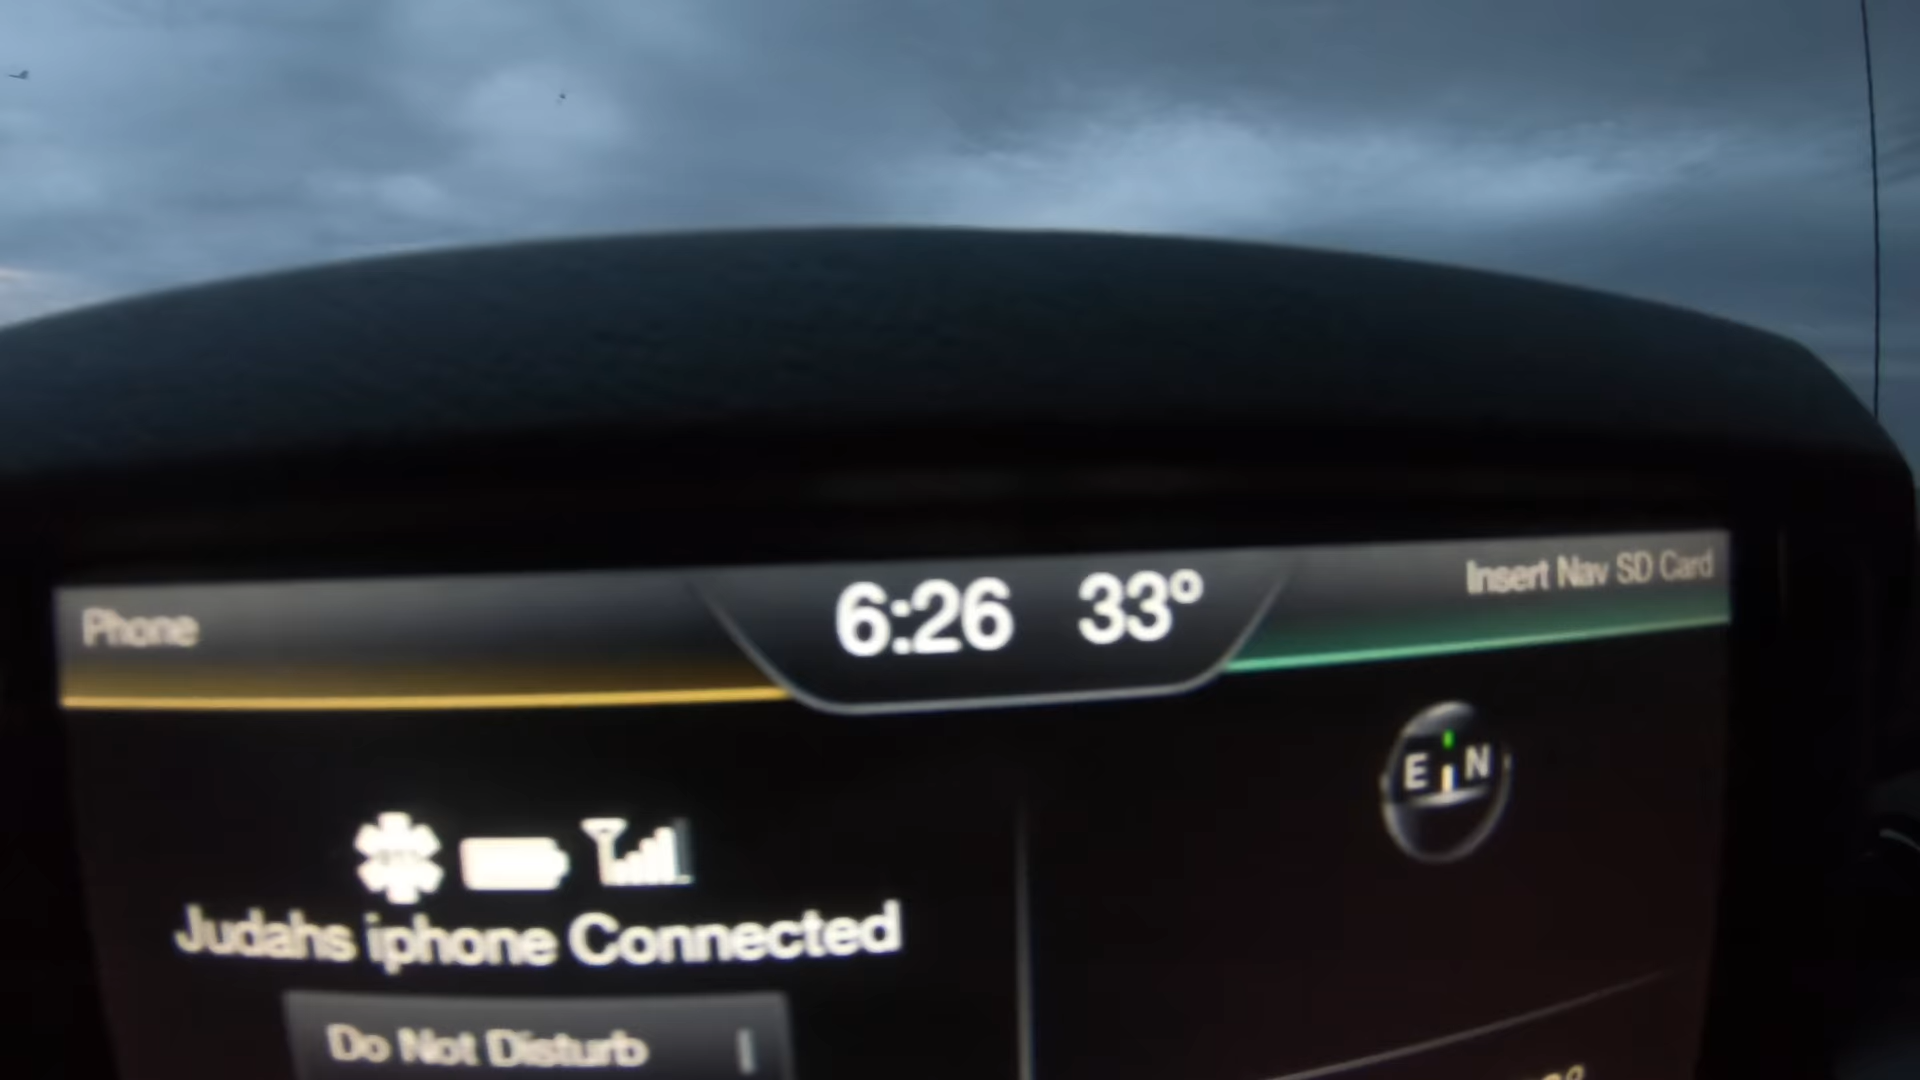 Phone
6:26 33°
Insert Nav SD Card
E N
Judahs iphone Connected
Do Not Disturb